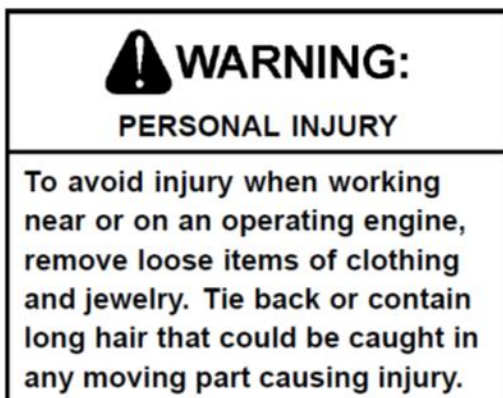 WARNING:
PERSONAL INJURY
To avoid injury when working
near or on an operating engine,
remove loose items of clothing
and jewelry. Tie back or contain
long hair that could be caught in
any moving part causing injury.